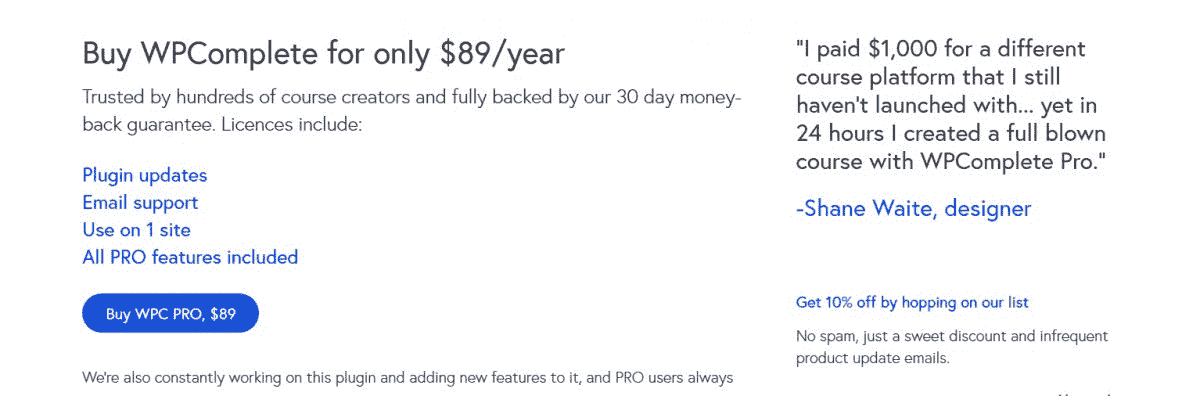 Buy WPComplete for only $89/year
Trusted by hundreds of course creators and fully backed by our 30 day money-
back guarantee. Licences include:
Plugin updates
Email support
Use on 1 site
All PRO features included
Buy WPC PRO, $89
We're also constantly working on this plugin and adding new features to it, and PRO users always
"I paid $1,000 for a different
course platform that I still
haven't launched with... yet in
24 hours I created a full blown
course with WPComplete Pro."
-Shane Waite, designer
Get 10% off by hopping on our list
No spam, just a sweet discount and infrequent
product update emails.